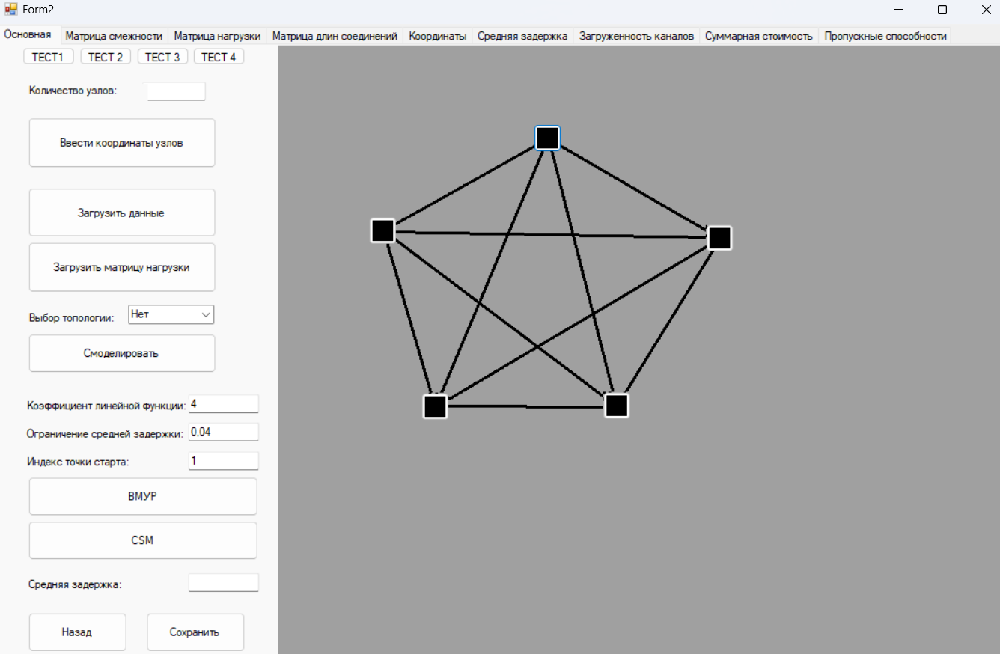 Form2
Основная Матрица смежности Матрица нагрузки Матрица длин соединений Координаты Средняя задержка Загруженность каналов Суммарная стоимость Пропускные способности
ТЕСТ1 ТЕСТ 2 ТЕСТ 3 ТЕСТ 4
Количество узлов:
Ввести координаты узлов
Загрузить данные
Загрузить матрицу нагрузки
Выбор топологии: Нет
Смоделировать
Коэффициент линейной функции: 4
Ограничение средней задержки: 0,04
Индекс точки старта: 1
ВМУР
CSM
Средняя задержка:
Назад Сохранить